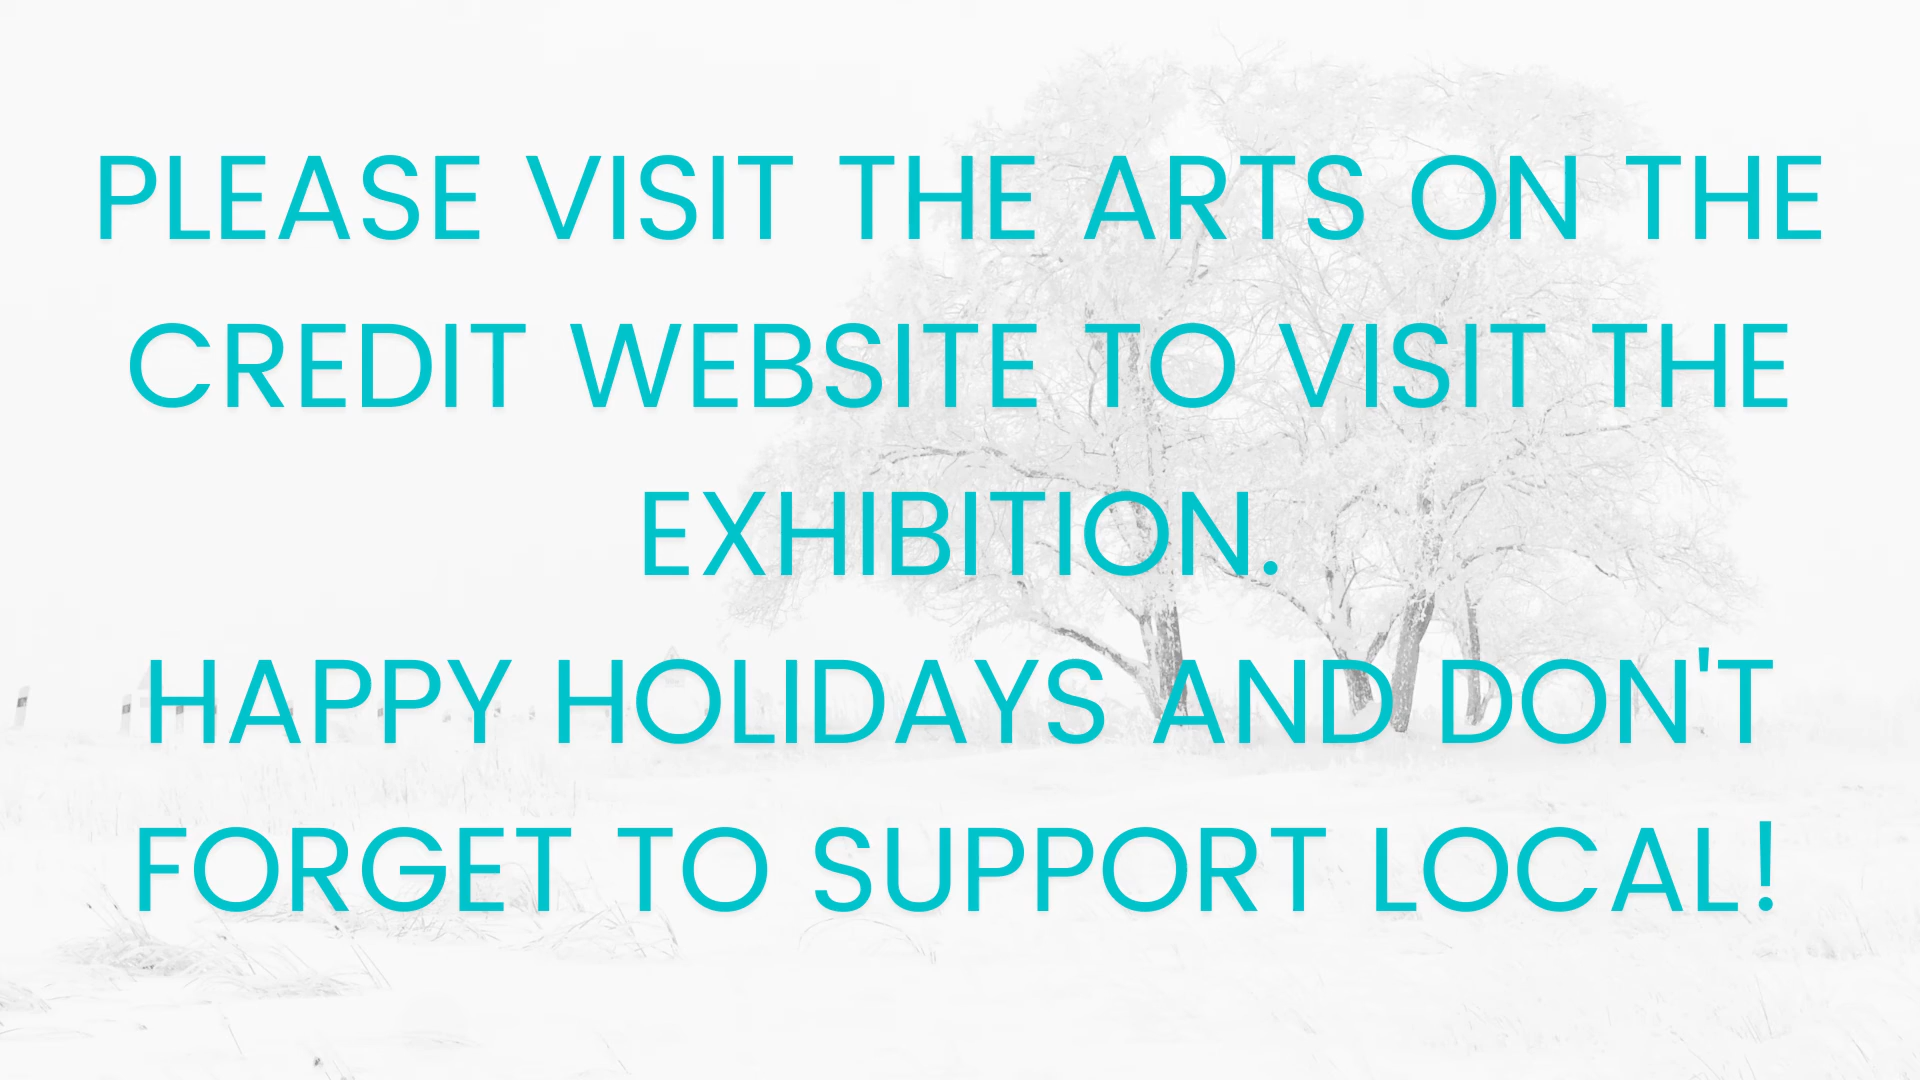 PLEASE VISIT THE ARTS ON THE
CREDIT WEBSITE TO VISIT THE
EXHIBITION.
HAPPY HOLIDAYS AND DON'T
FORGET TO SUPPORT LOCAL!